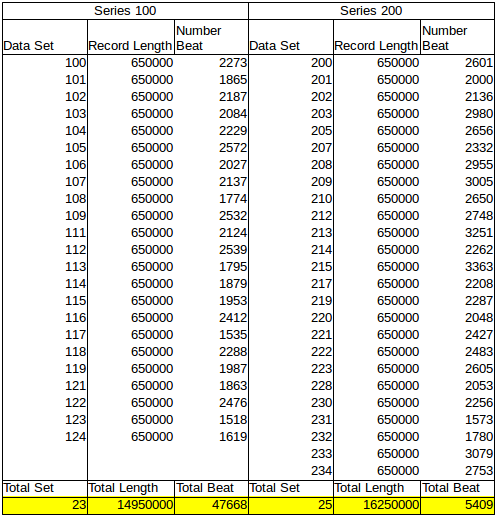 Series 100 Series 200
Data Set Record Length Number Beat Data Set Record Length Number Beat
100 650000 2273 200 650000 2601
101 650000 1865 201 650000 2000
102 650000 2187 202 650000 2136
103 650000 2084 203 650000 2980
104 650000 2229 205 650000 2656
105 650000 2572 207 650000 2332
106 650000 2027 208 650000 2955
107 650000 2137 209 650000 3005
108 650000 1774 210 650000 2650
109 650000 2532 212 650000 2748
111 650000 2124 213 650000 3251
112 650000 2539 214 650000 2262
113 650000 1795 215 650000 3363
114 650000 1879 217 650000 2208
115 650000 1953 219 650000 2287
116 650000 2412 220 650000 2048
117 650000 1535 221 650000 2427
118 650000 2288 222 650000 2483
119 650000 1987 223 650000 2605
121 650000 1863 228 650000 2053
122 650000 2476 230 650000 2256
123 650000 1518 231 650000 1573
124 650000 1619 232 650000 1780
233 650000 3079
234 650000 2753
Total Set Total Length Total Beat Total Set Total Length Total Beat
23 14950000 47668 25 16250000 5409